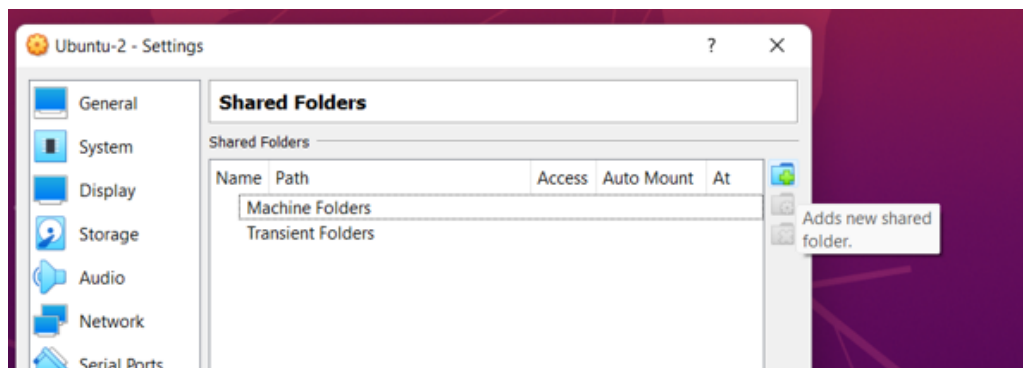 Ubuntu-2 - Settings ?
General
System
Display
Storage
Audio
Network
Serial Ports
Shared Folders
Shared Folders
Name Path Access Auto Mount At
Machine Folders
Transient Folders
Adds new shared
folder.